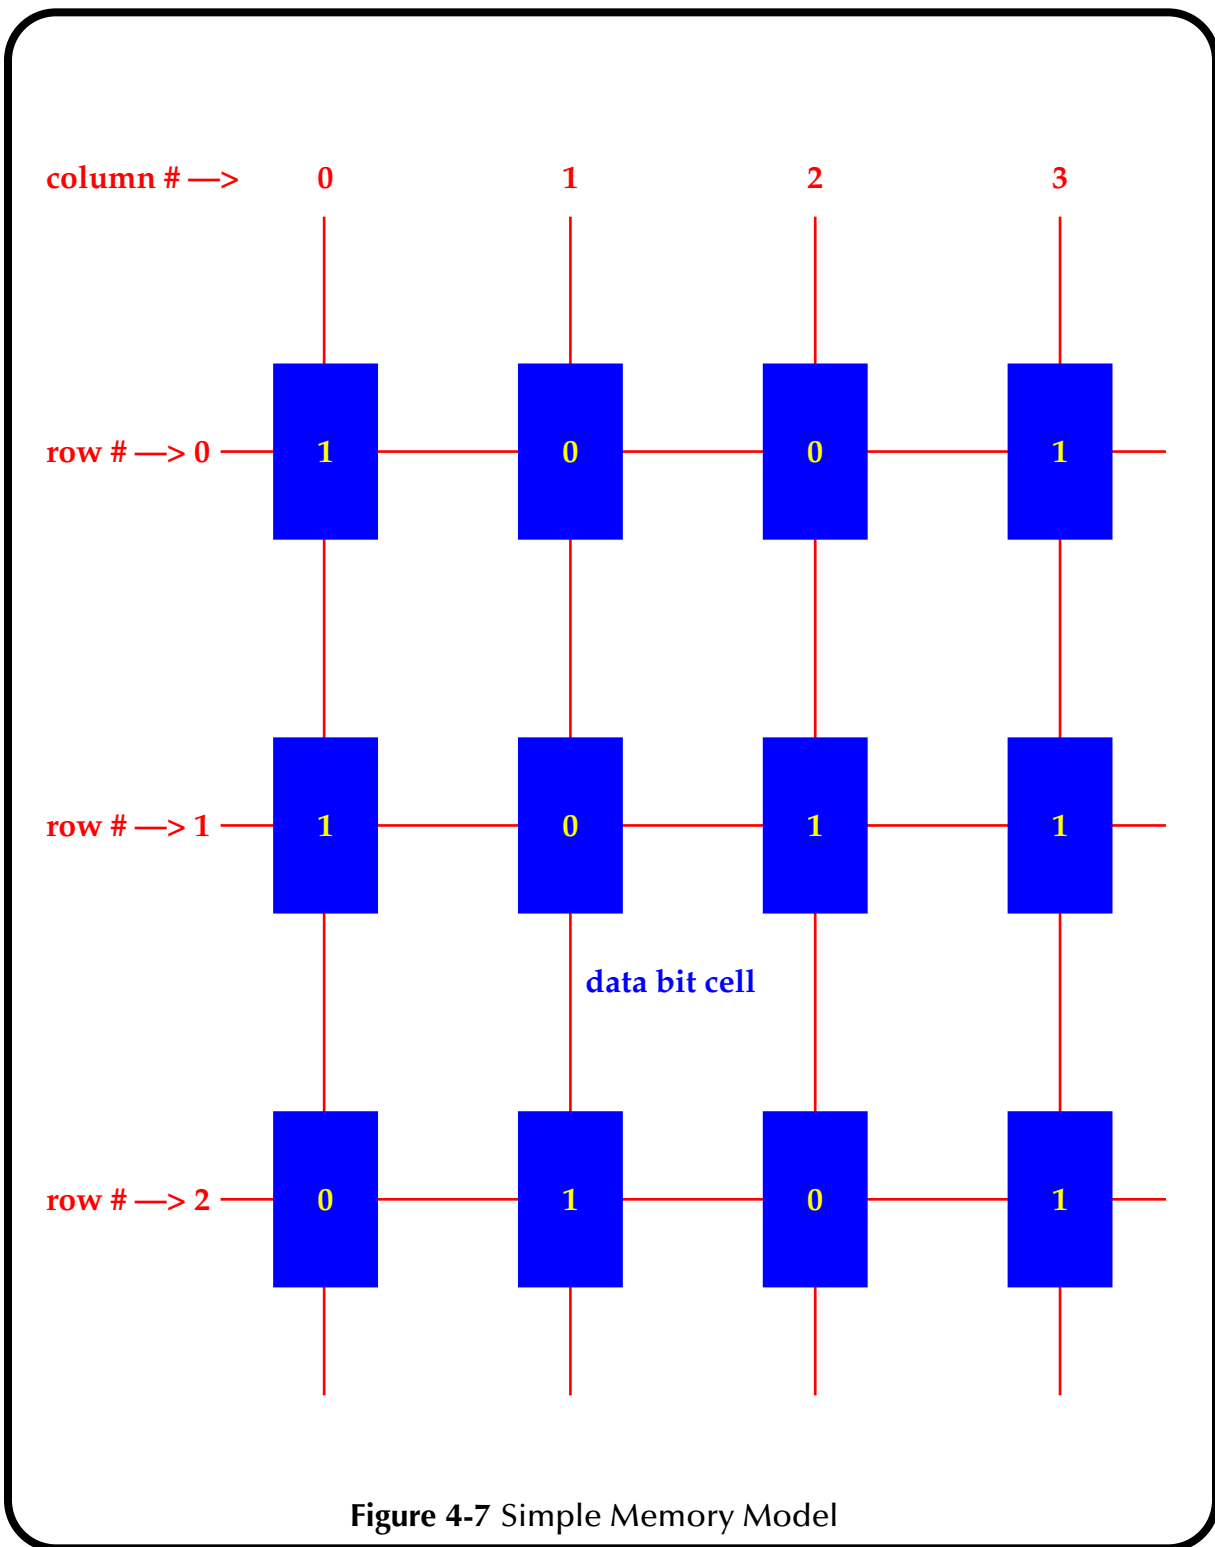 column # —> 0 1 2 3
row # —> 0 1 0 0 1
row # —> 1 1 0 1 1
data bit cell
row # —> 2 0 1 0 1
Figure 4-7 Simple Memory Model